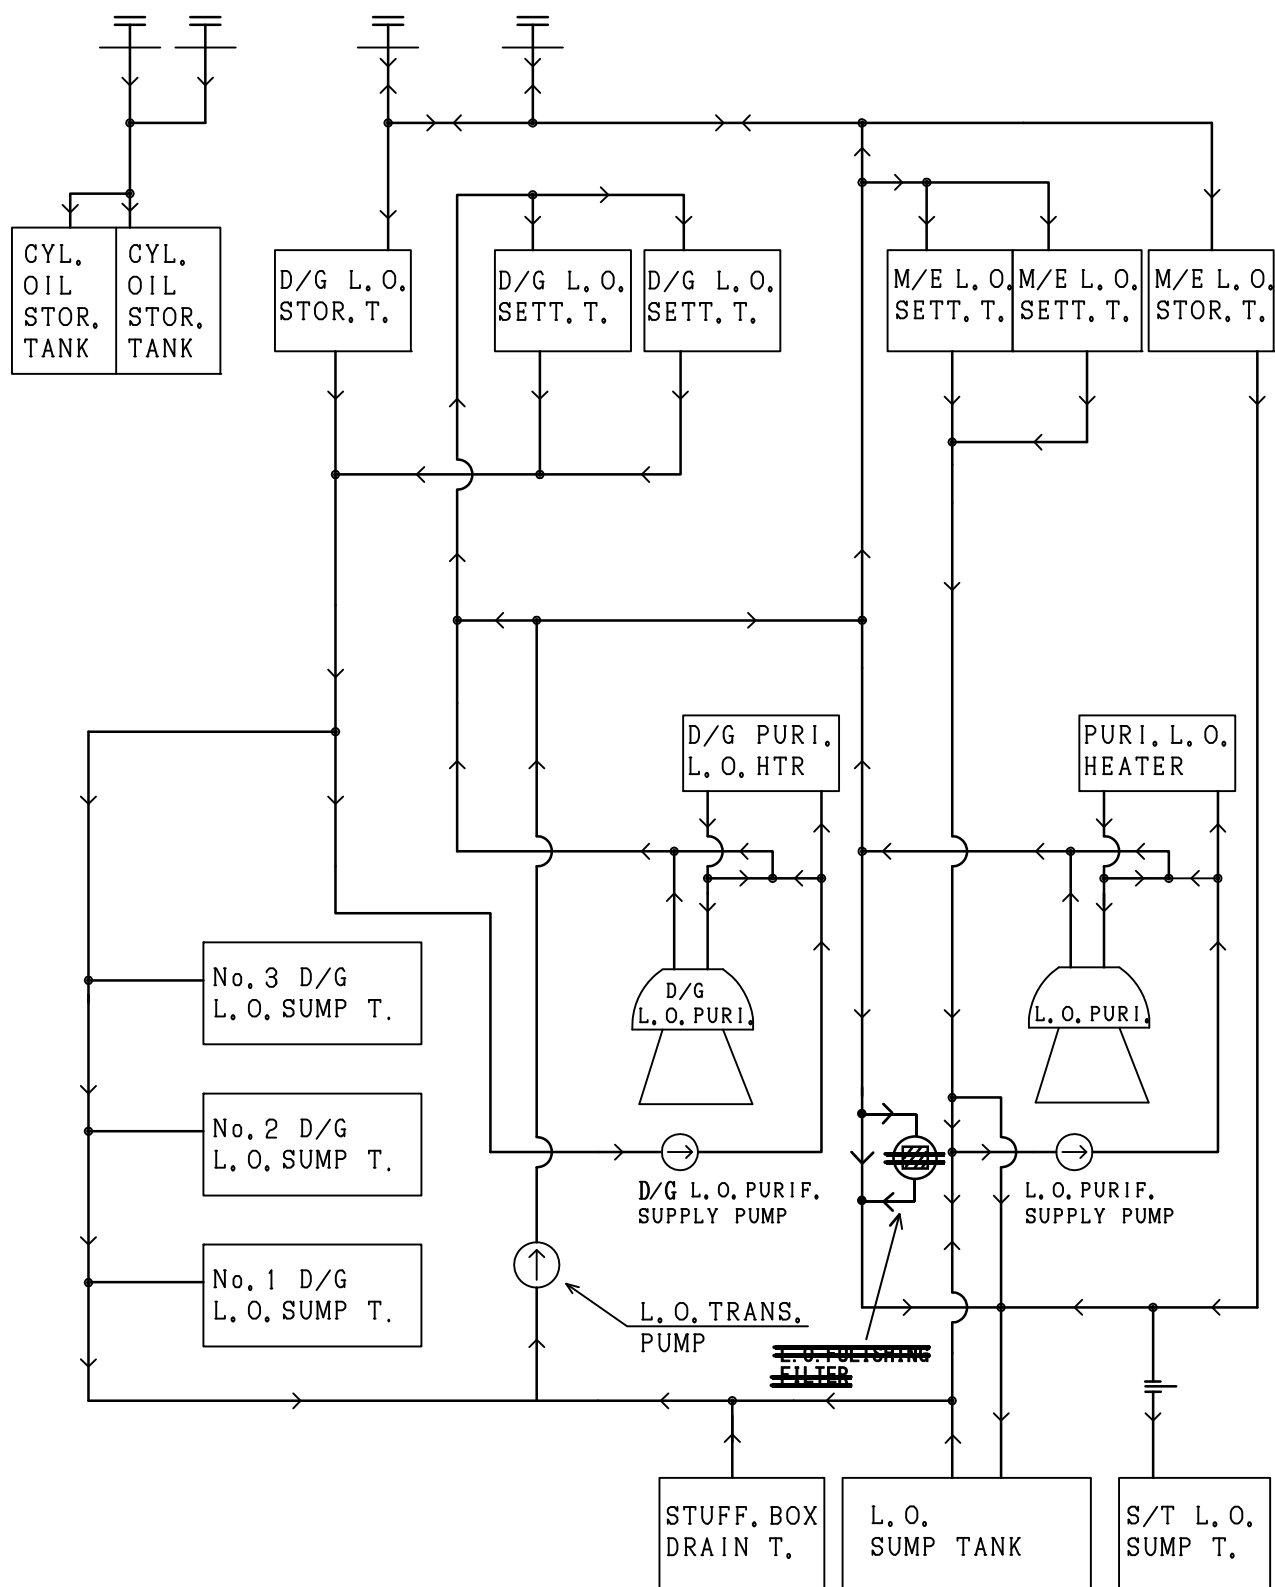 CYL.
OIL
STOR.
TANK
CYL.
OIL
STOR.
TANK
D/G L.O.
STOR.T.
D/G L.O.
SETT.T.
D/G L.O.
SETT.T.
M/E L.O.
SETT.T.
M/E L.O.
SETT.T.
M/E L.O.
STOR.T.
D/G PURI.
L.O.HTR
PURI.L.O.
HEATER
No.3 D/G
L.O.SUMP T.
D/G
L.O.PURI.
L.O.PURI.
No.2 D/G
L.O.SUMP T.
D/G L.O.PURIF.
SUPPLY PUMP
L.O.PURIF.
SUPPLY PUMP
No.1 D/G
L.O.SUMP T.
L.O.TRANS.
PUMP
L.O.POLISHING
FILTER
STUFF.BOX
DRAIN T.
L.O.
SUMP TANK
S/T L.O.
SUMP T.